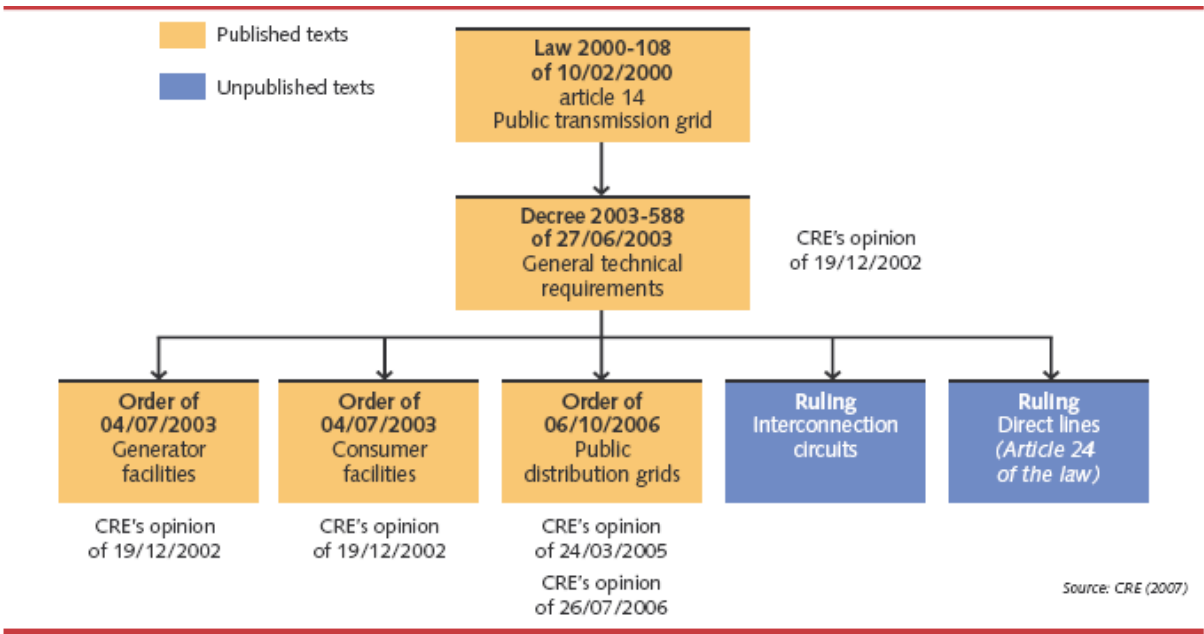 Published texts
Unpublished texts
Law 2000-108
of 10/02/2000
article 14
Public transmission grid
Decree 2003-588
of 27/06/2003
General technical
requirements
CRE's opinion
of 19/12/2002
Order of
04/07/2003
Generator
facilities
CRE's opinion
of 19/12/2002
Order of
04/07/2003
Consumer
facilities
CRE's opinion
of 19/12/2002
Order of
06/10/2006
Public
distribution grids
CRE's opinion
of 24/03/2005
CRE's opinion
of 26/07/2006
Ruling
Interconnection
circuits
Ruling
Direct lines
(Article 24
of the law)
Source: CRE (2007)